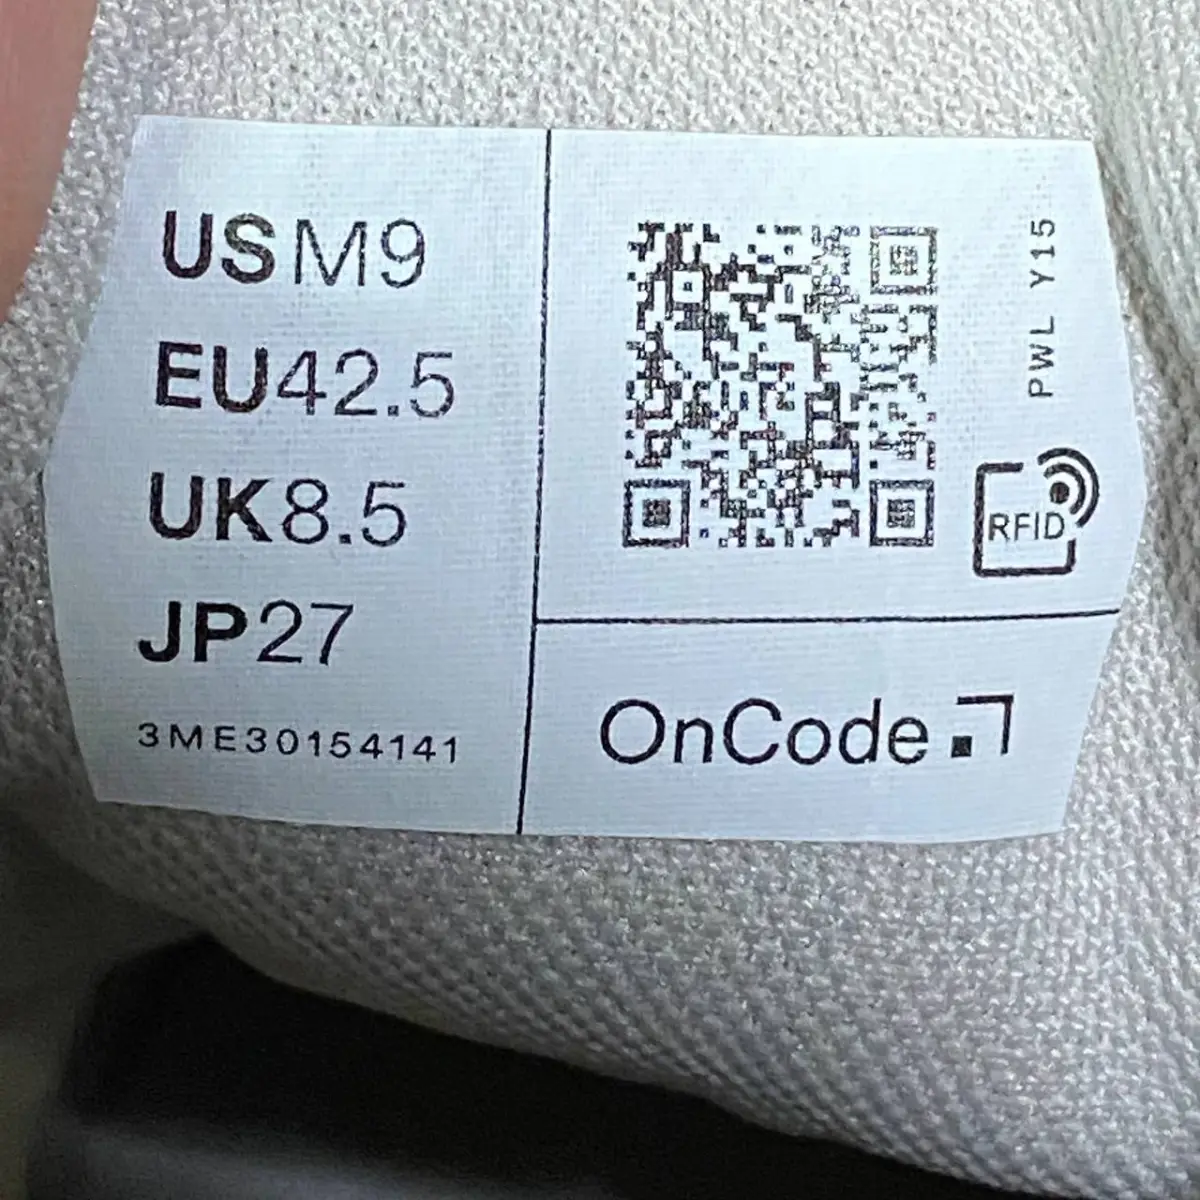 USM9
EU42.5
UK8.5
JP27
3ME30154141
PWL Y15
RFID
OnCode